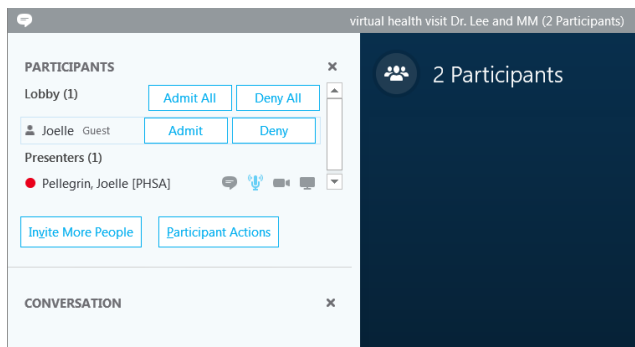 virtual health visit Dr. Lee and MM (2 Participants)
PARTICIPANTS
Lobby (1)
Admit All
Deny All
Joelle Guest
Admit
Deny
Presenters (1)
Pellegrin, Joelle [PHSA]
Invite More People
Participant Actions
CONVERSATION
2 Participants